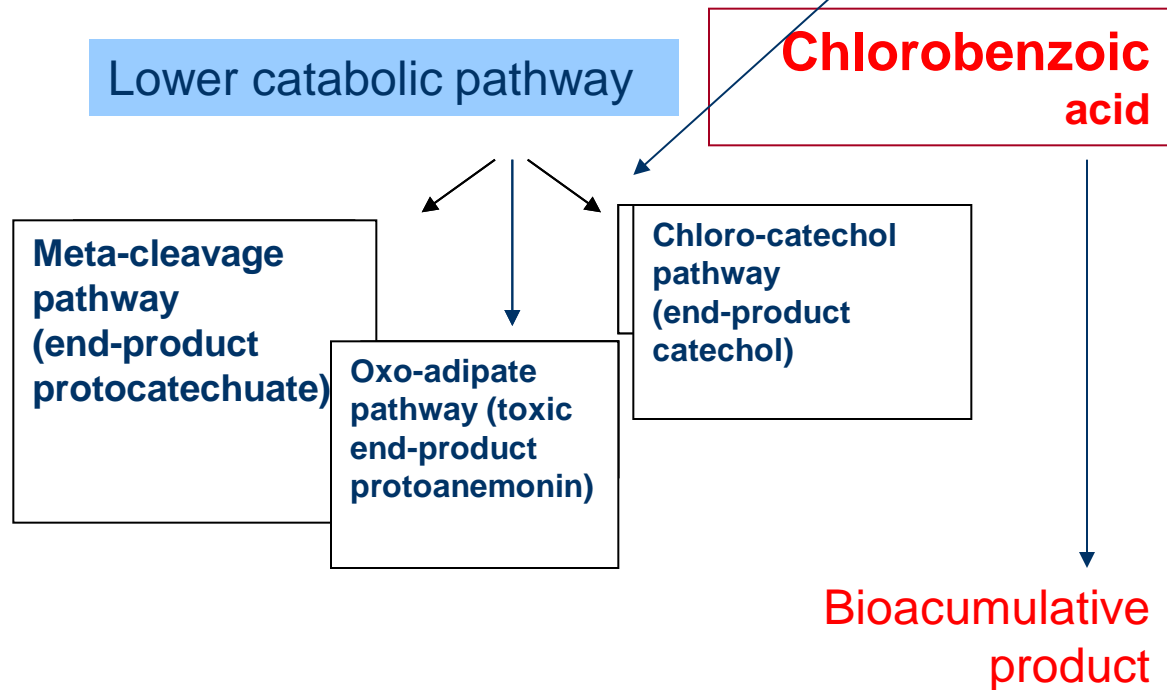 Lower catabolic pathway
Chlorobenzoic
acid
Meta-cleavage
pathway
(end-product
protocatechuate)
Oxo-adipate
pathway (toxic
end-product
protoanemonin)
Chloro-catechol
pathway
(end-product
catechol)
Bioacumulative
product